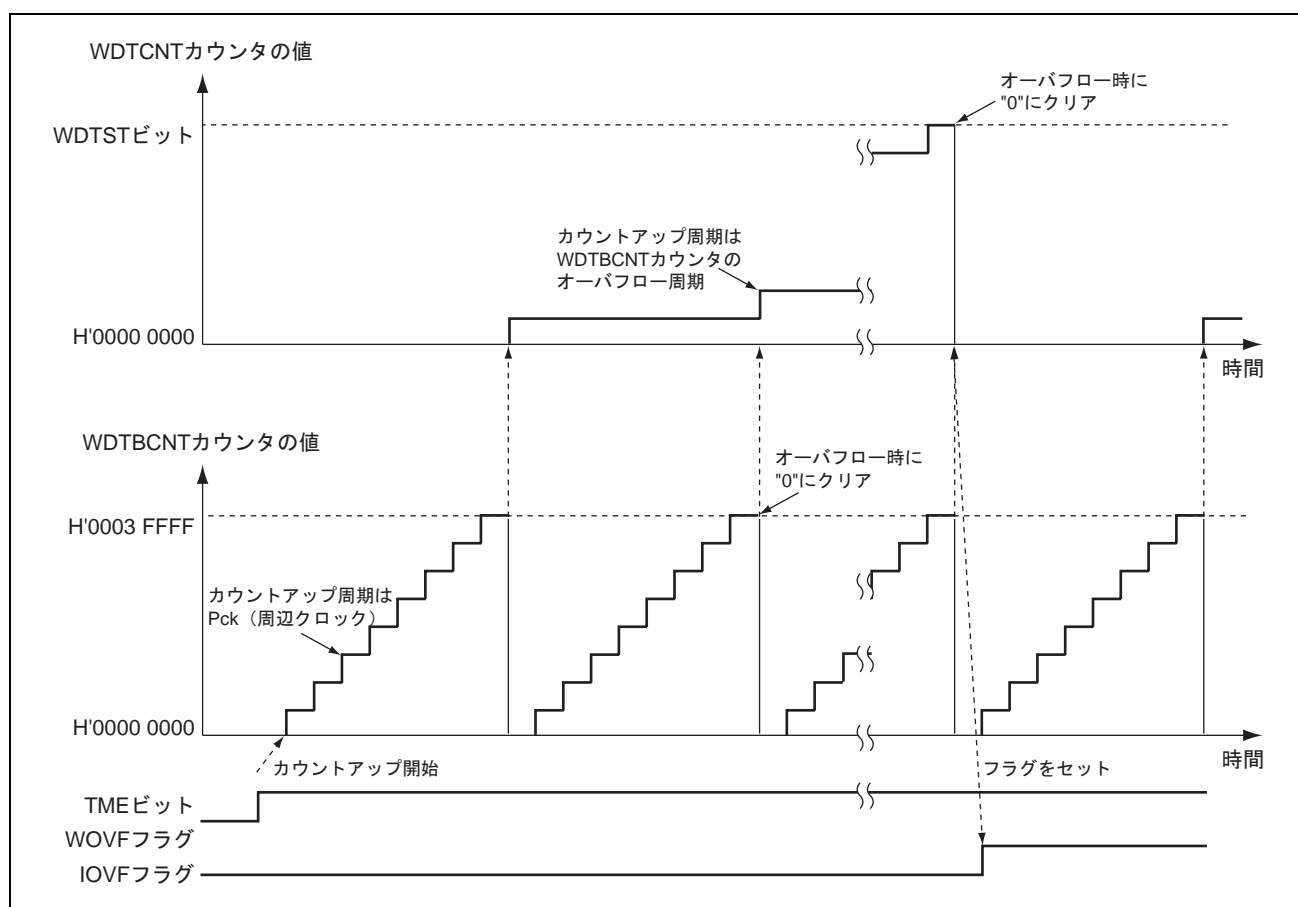 WDTCNTカウンタの値
オーバフロー時に
"0"にクリア
WDTSTビット
カウントアップ周期は
WDTBCNTカウンタの
オーバフロー周期
H'0000 0000
時間
WDTBCNTカウンタの値
オーバフロー時に
"0"にクリア
H'0003 FFFF
カウントアップ周期は
Pck（周辺クロック）
H'0000 0000
時間
カウントアップ開始
フラグをセット
TMEビット
WOVFフラグ
IOVFフラグ